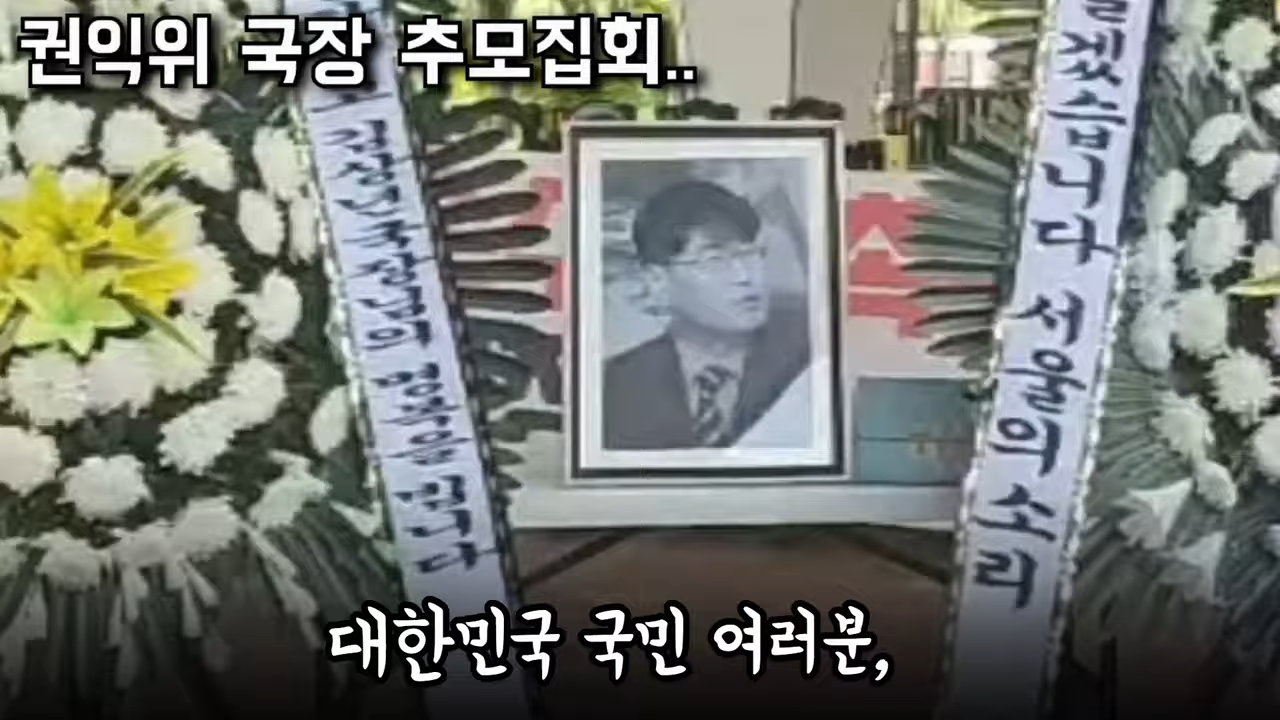 권익위 국장 추모집회..
국장님의 명복을 빕니다
겠습니다 서울의소리
대한민국 국민 여러분,